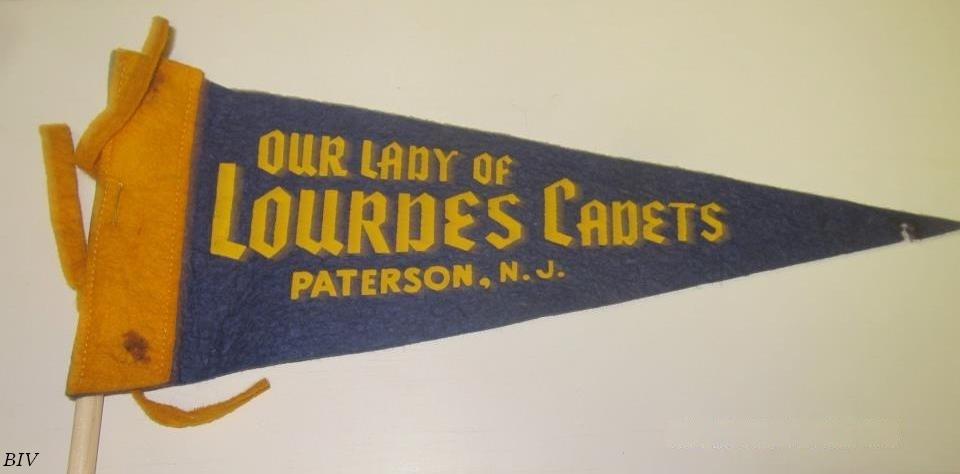 OUR LADY OF
LOURDES CADETS
PATERSON, N. J.
BIV